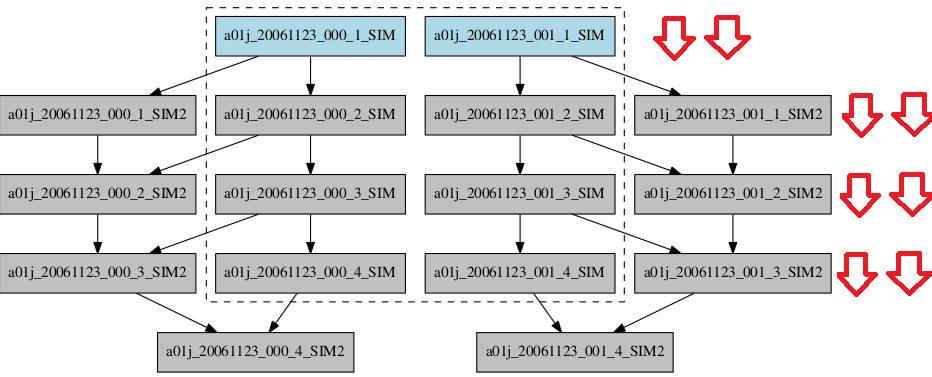 a01j_20061123_000_1_SIM
a01j_20061123_001_1_SIM
a01j_20061123_000_1_SIM2
a01j_20061123_000_2_SIM
a01j_20061123_001_2_SIM
a01j_20061123_001_1_SIM2
a01j_20061123_000_2_SIM2
a01j_20061123_000_3_SIM
a01j_20061123_001_3_SIM
a01j_20061123_001_2_SIM2
a01j_20061123_000_3_SIM2
a01j_20061123_000_4_SIM
a01j_20061123_001_4_SIM
a01j_20061123_001_3_SIM2
a01j_20061123_000_4_SIM2
a01j_20061123_001_4_SIM2